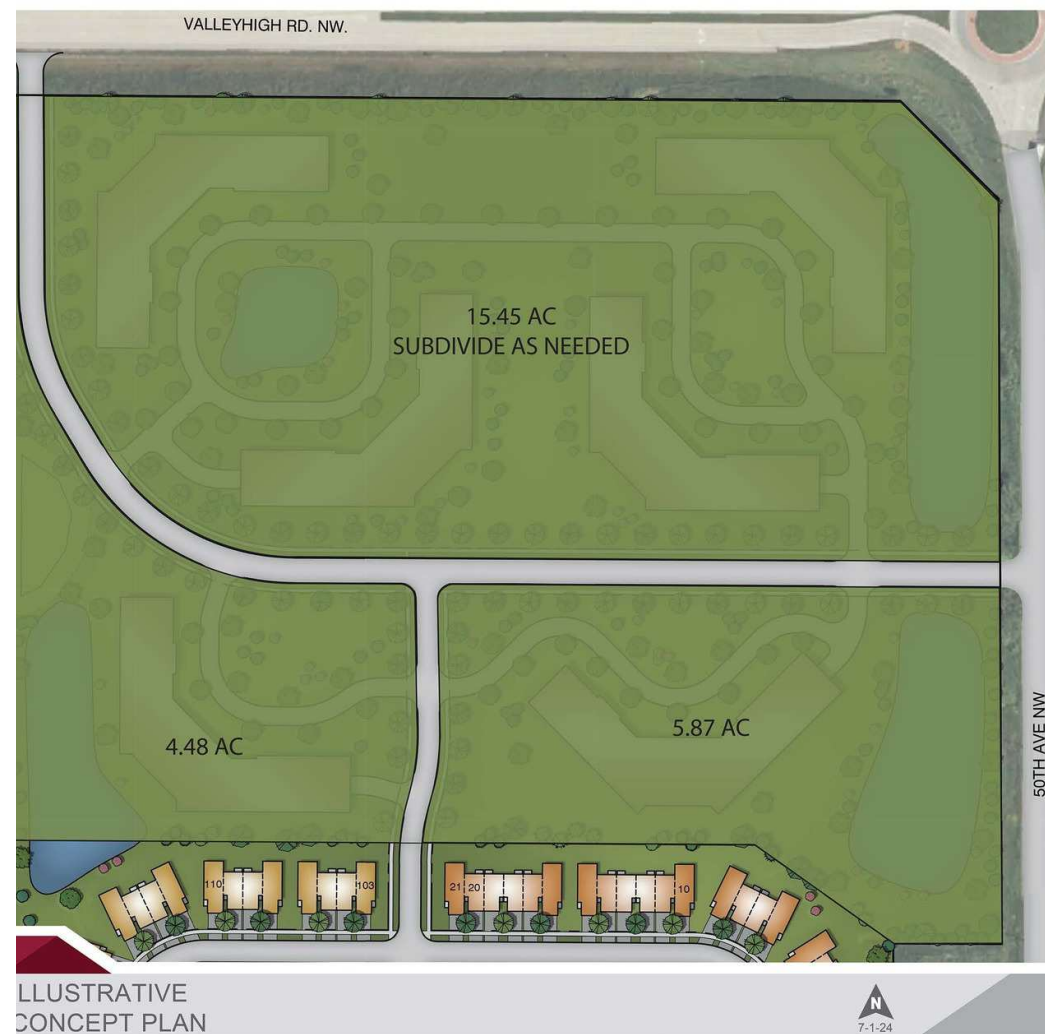 VALLEYHIGH RD. NW.
15.45 AC
SUBDIVIDE AS NEEDED
50TH AVE NW
5.87 AC
4.48 AC
110
103
21 20
10
LLUSTRATIVE
CONCEPT PLAN
N
7-1-24